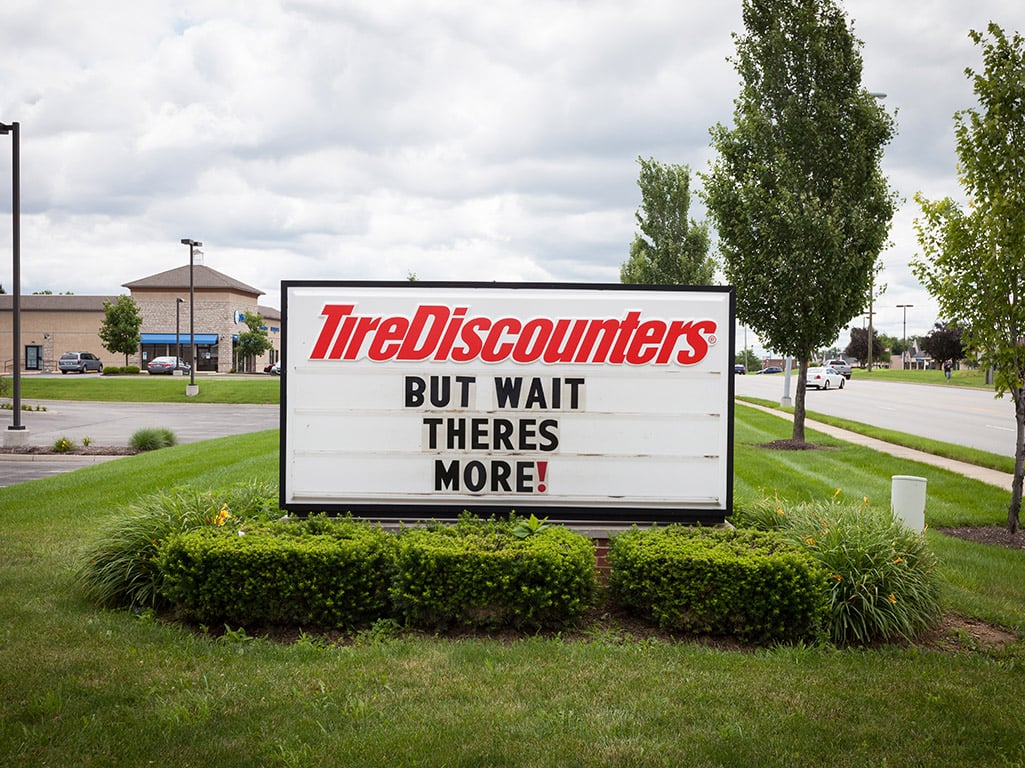 TireDiscounters®
BUT WAIT
THERES
MORE!